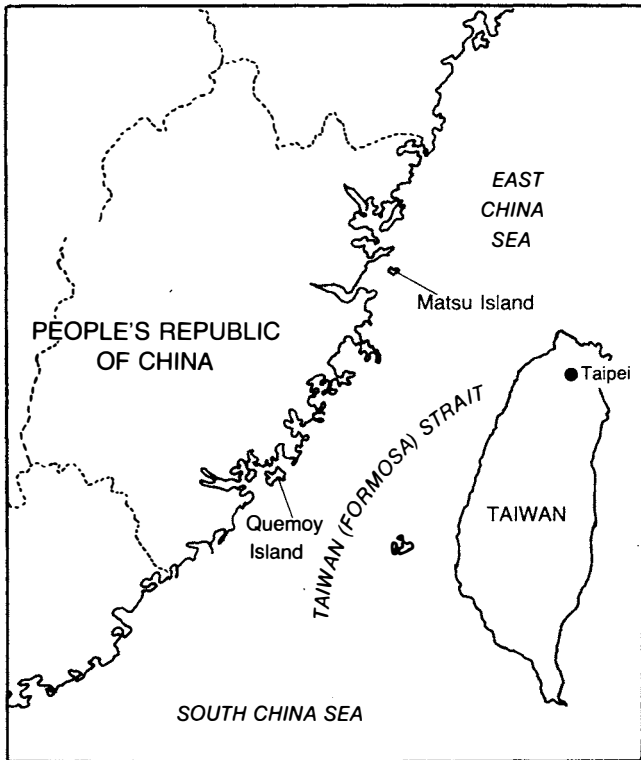 EAST
CHINA
SEA
Matsu Island
PEOPLE'S REPUBLIC
OF CHINA
Taipei
TAIWAN (FORMOSA) STRAIT
TAIWAN
Quemoy
Island
SOUTH CHINA SEA